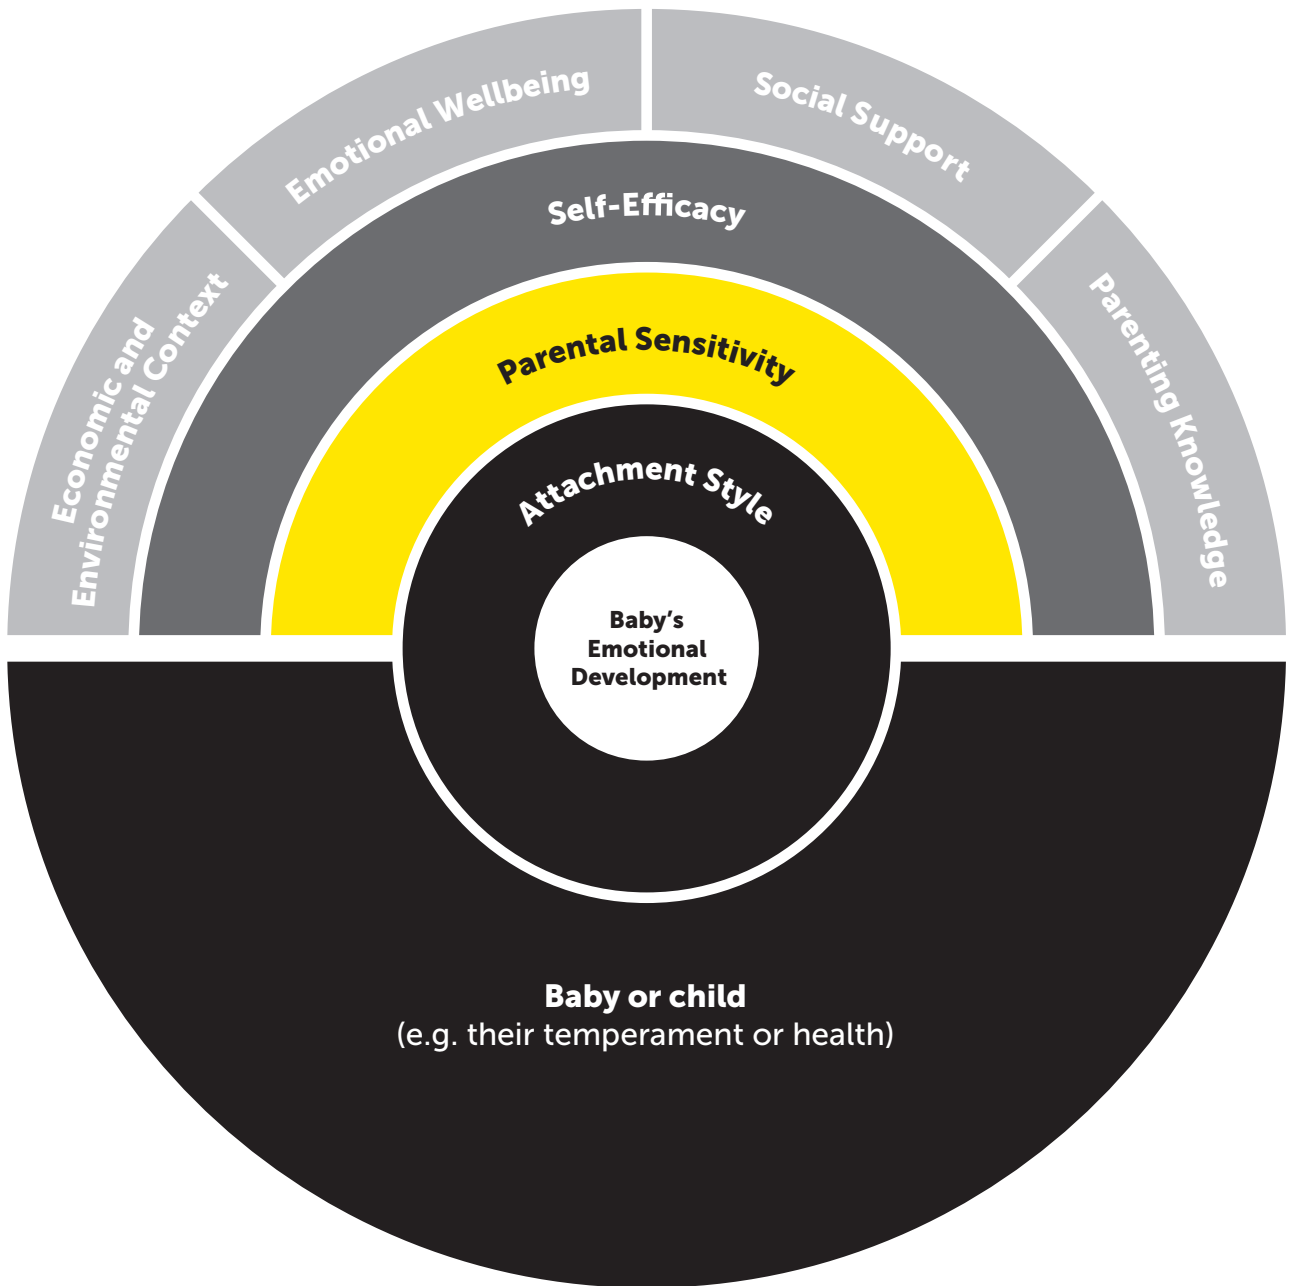 Emotional Wellbeing
Social Support
Economic and
Environmental Context
Parenting Knowledge
Self-Efficacy
Parental Sensitivity
Attachment Style
Baby’s
Emotional
Development
Baby or child
(e.g. their temperament or health)